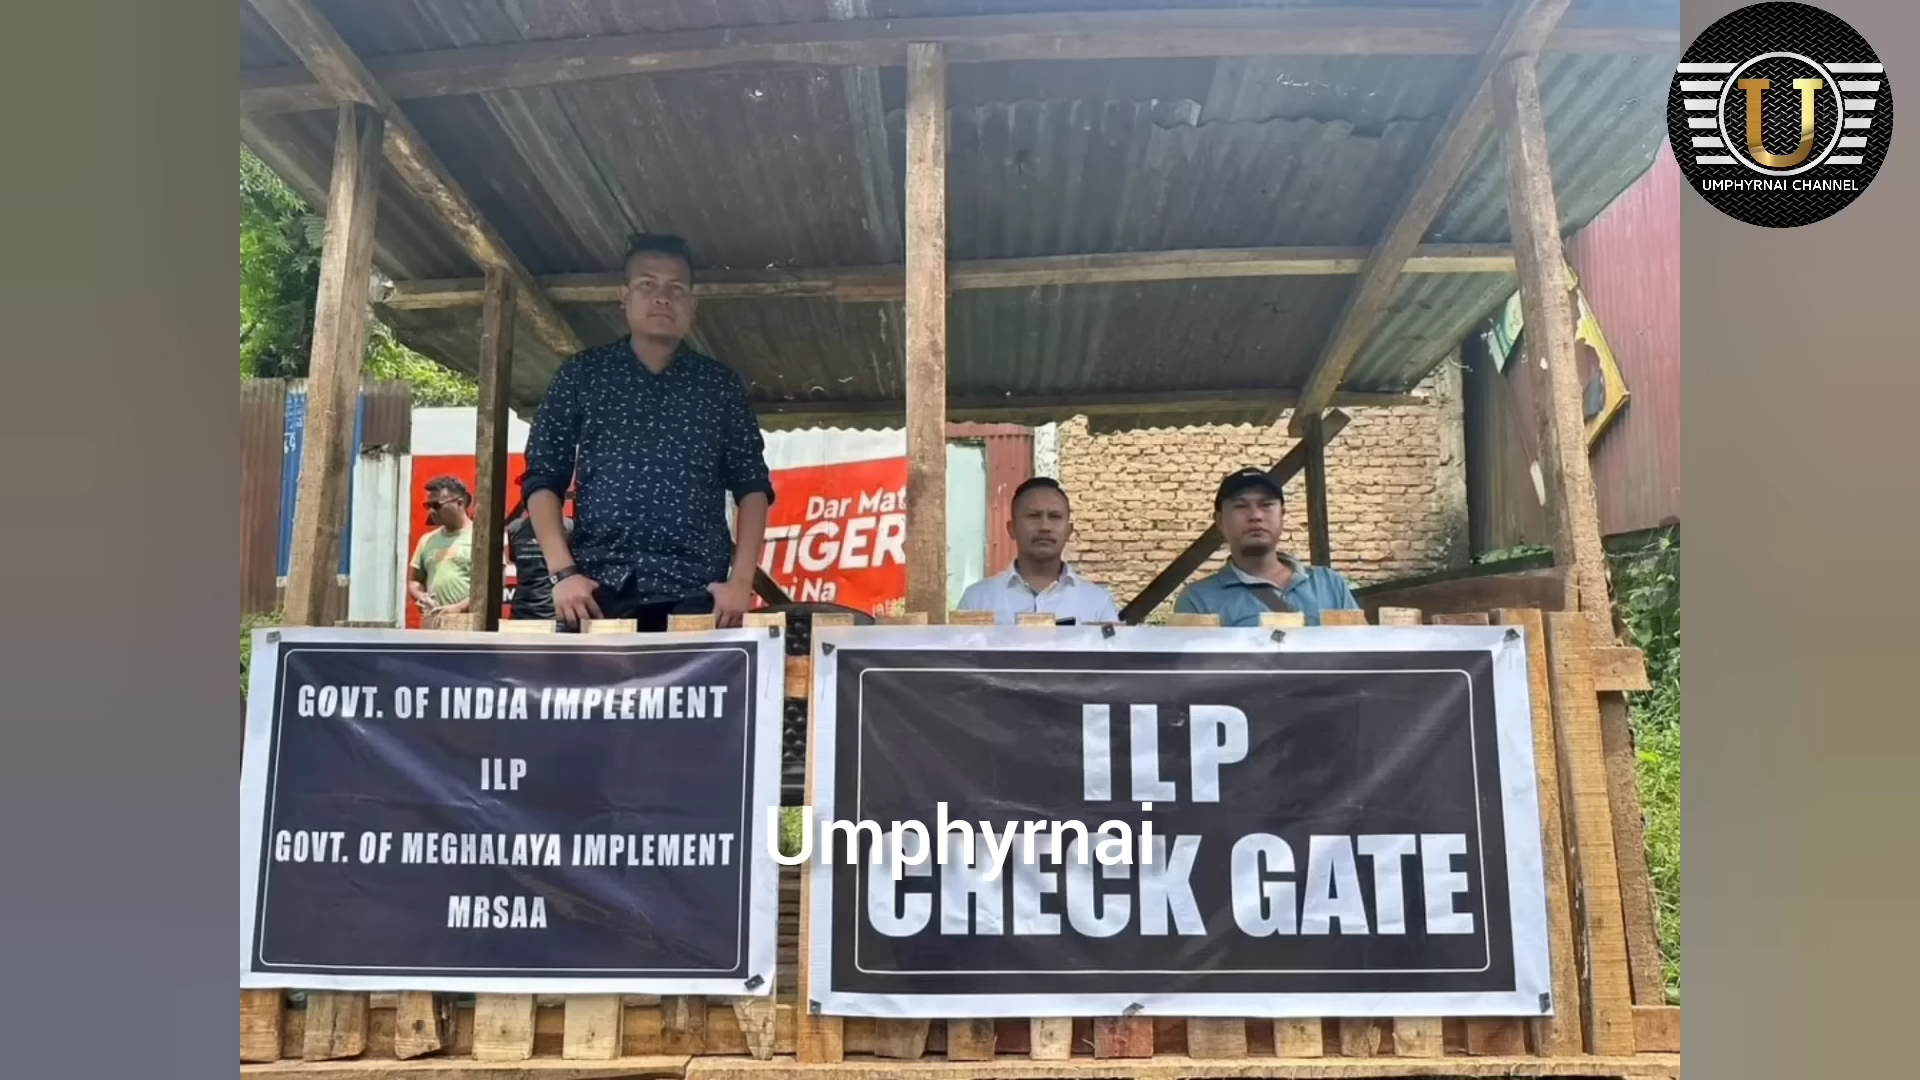 U
UMPHYRNAI CHANNEL
Dar Mat
TIGER
Na
GOVT. OF INDIA IMPLEMENT
ILP
GOVT. OF MEGHALAYA IMPLEMENT
MRSAA
ILP
CHECK GATE
Umphyrnai